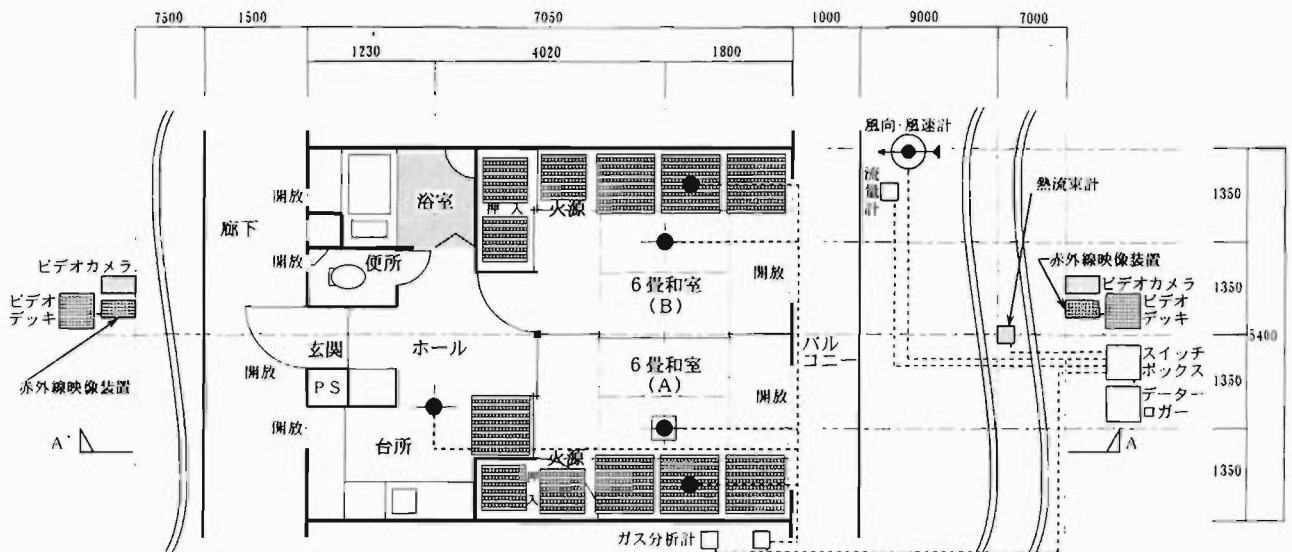 7500
1500
7050
1000
9000
7000
1230
4020
1800
風向·風速計
開放
浴室
押 入
火源
流
量
計
熱流束計
1350
廊下
開放
便所
ビデオカメラ
ビデオ
デッキ
赤外線映像装置
6畳和室
(B)
開放
赤外線映像装置
ビデオカメラ
ビデオ
デッキ
1350
5400
玄関
ホール
バル
コニー
スイッチ
ボックス
開放
PS
6畳和室
(A)
開放
データー
ロガー
1350
A'
開放
台所
火源
入
A
1350
ガス分析計